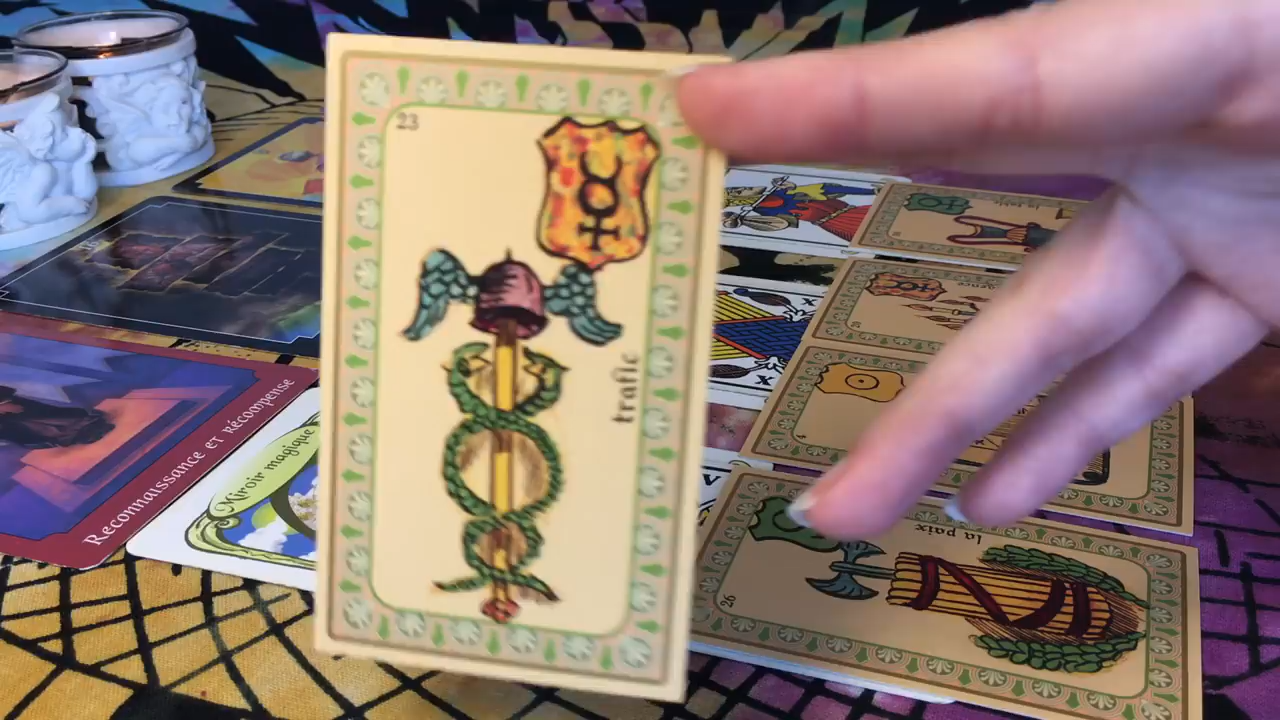 23
trafic
Reconnaissance et récompense
Miroir magique
la paix
26